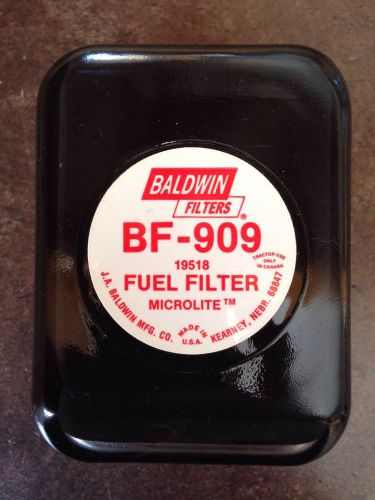 BALDWIN
FILTERS®
BF-909
TRACTOR USE
ONLY
IN CANADA
19518
FUEL FILTER
MICROLITE™
J.A. BALDWIN MFG. CO. KEARNEY, NEBR. 68847
MADE IN
U.S.A.